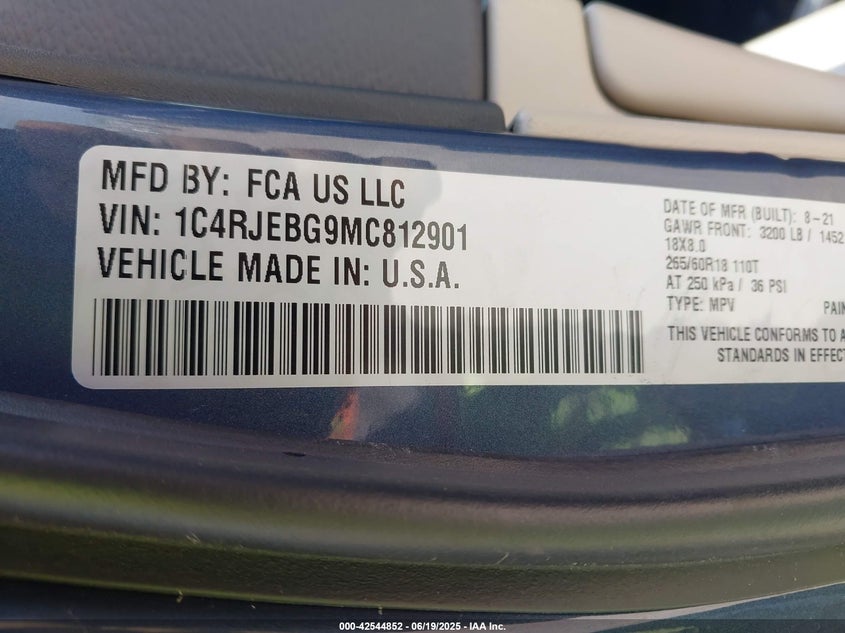 MFD BY: FCA US LLC
VIN: 1C4RJEBG9MC812901
VEHICLE MADE IN: U.S.A.
DATE OF MFR (BUILT): 8-21
GAWR FRONT: 3200 LB / 1452
18X8.0
265/60R18 110T
AT 250 kPa / 36 PSI
TYPE: MPV PAIN
THIS VEHICLE CONFORMS TO A
STANDARDS IN EFFECT
000-42544852 - 06/19/2025 - IAA Inc.